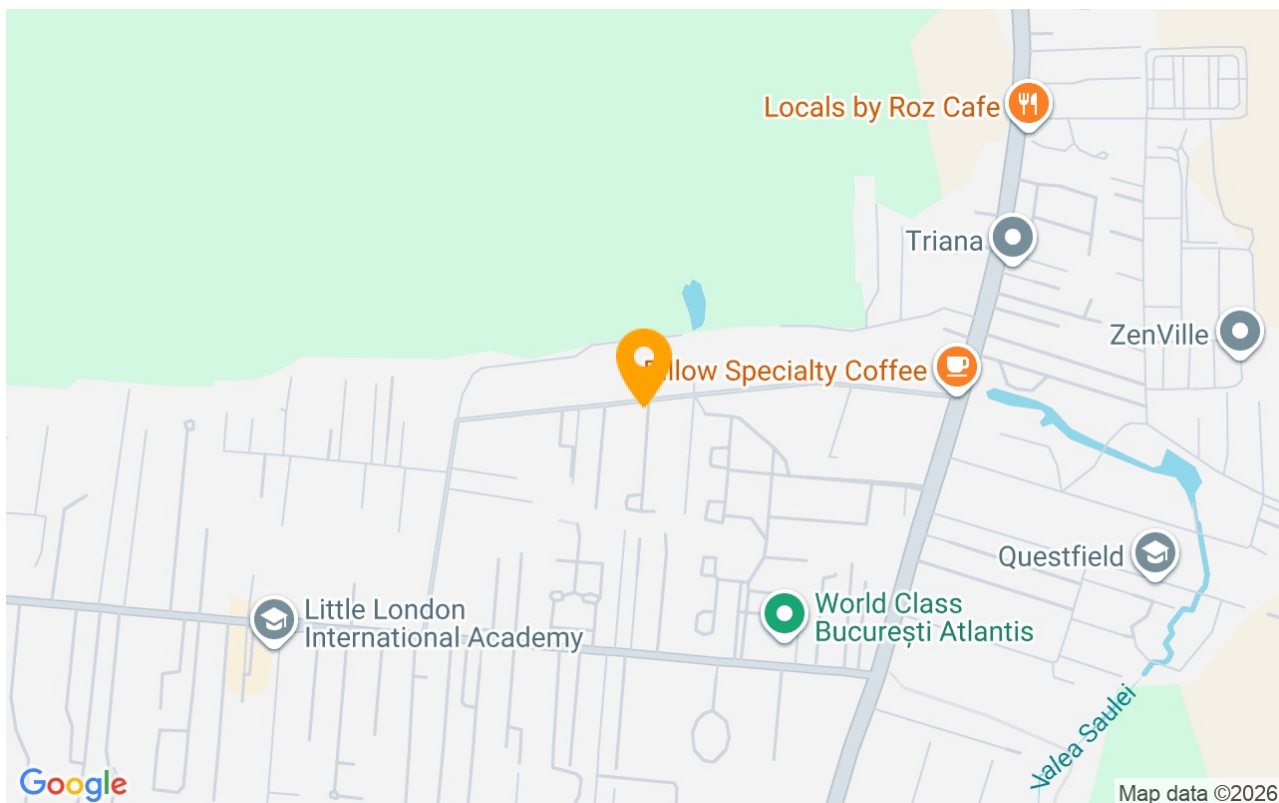 Locals by Roz Cafe
Triana
ZenVille
llow Specialty Coffee
Questfield
World Class
București Atlantis
Little London
International Academy
Valea Saulei
Google
Map data ©2026